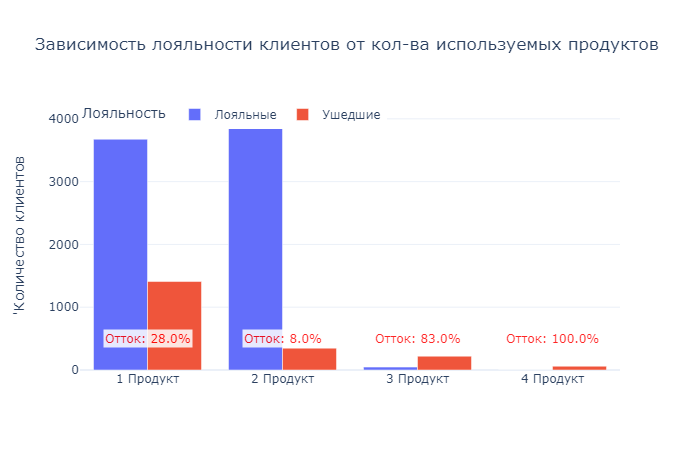 Зависимость лояльности клиентов от кол-ва используемых продуктов
Лояльность Лояльные Ушедшие
'Количество клиентов
4000
3000
2000
1000
0
Отток: 28.0% Отток: 8.0% Отток: 83.0% Отток: 100.0%
1 Продукт 2 Продукт 3 Продукт 4 Продукт